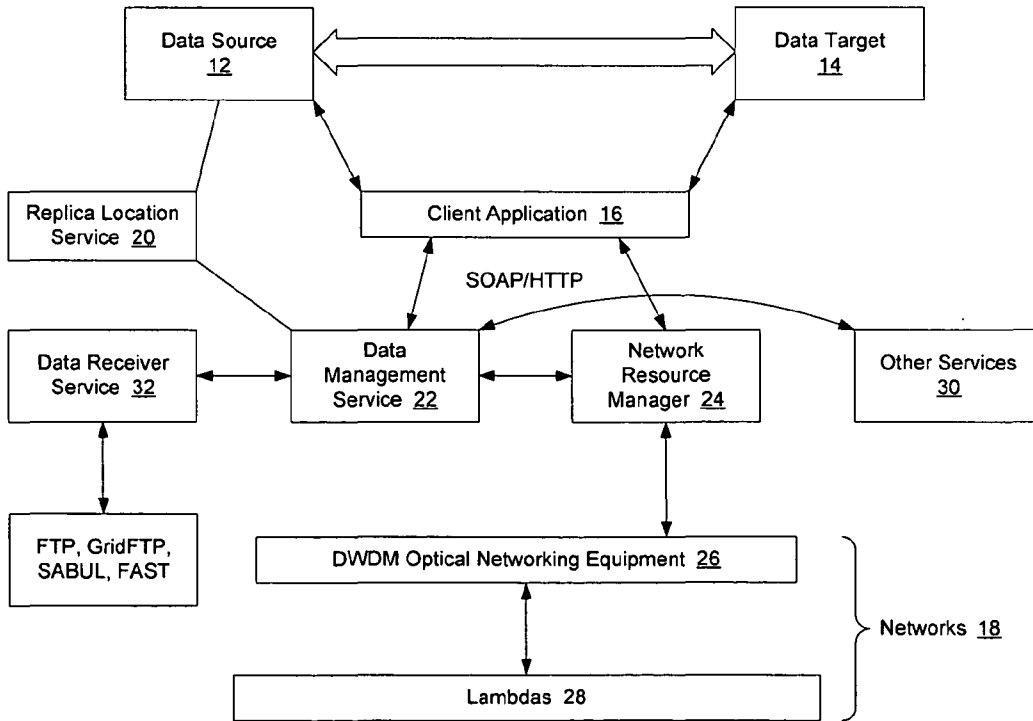 Data Source
12
Data Target
14
Replica Location
Service 20
Client Application 16
SOAP/HTTP
Data Receiver
Service 32
Data
Management
Service 22
Network
Resource
Manager 24
Other Services
30
FTP, GridFTP,
SABUL, FAST
DWDM Optical Networking Equipment 26
Networks 18
Lambdas 28